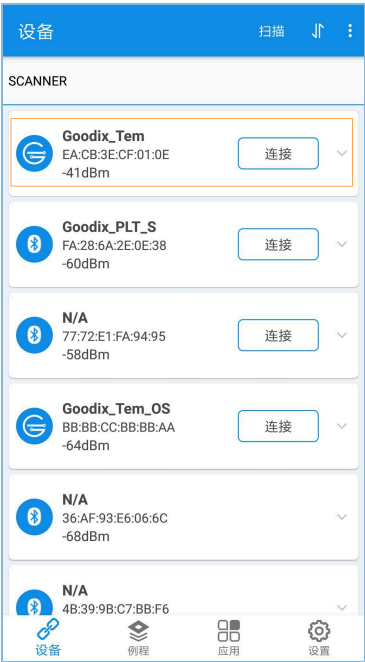 设备
扫描
SCANNER
Goodix_Tem
EA:CB:3E:CF:01:0E
连接
-41dBm
Goodix_PLT_S
FA:28:6A:2E:0E:38
连接
-60dBm
N/A
77:72:E1:FA:94:95
连接
-58dBm
Goodix_Tem_OS
BB:BB:CC:BB:BB:AA
连接
-64dBm
N/A
36:AF:93:E6:06:6C
-68dBm
N/A
4B:39:9B:C7:BB:F6
设备
例程
应用
设置